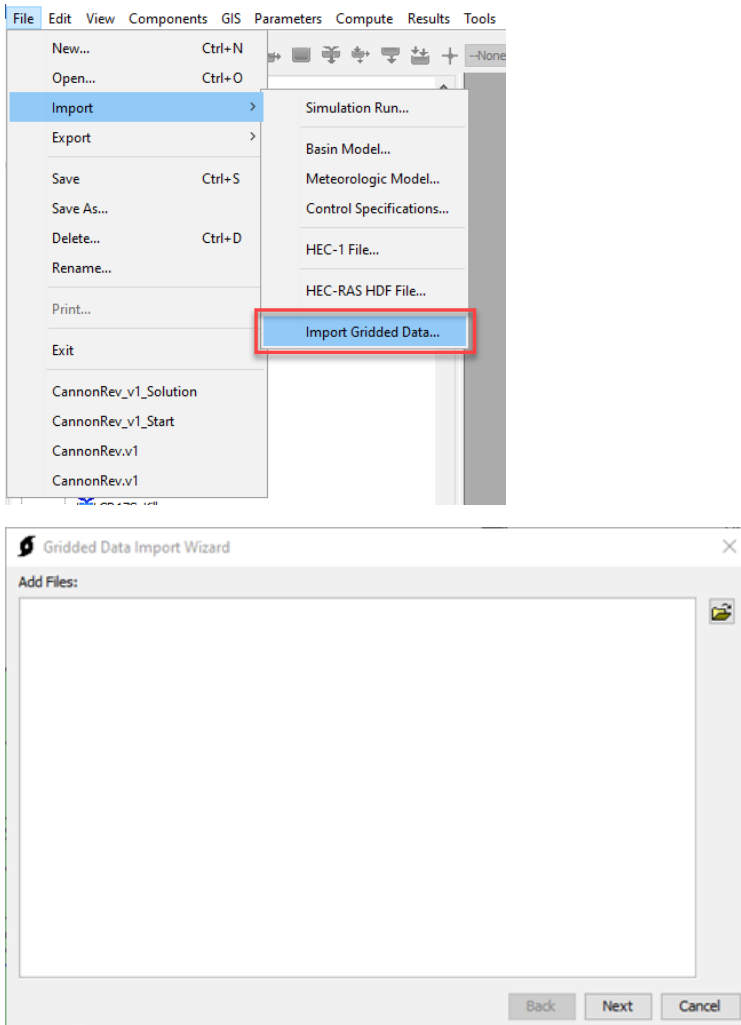 File Edit View Components GIS Parameters Compute Results Tools
New... Ctrl+N
--None
Open... Ctrl+O
Import
Simulation Run...
Export
Basin Model...
Save Ctrl+S
Meteorologic Model...
Save As...
Control Specifications...
Delete... Ctrl+D
HEC-1 File...
Rename...
HEC-RAS HDF File...
Print...
Import Gridded Data...
Exit
CannonRev_v1_Solution
CannonRev_v1_Start
CannonRev.v1
CannonRev.v1
Gridded Data Import Wizard
Add Files:
Back Next Cancel